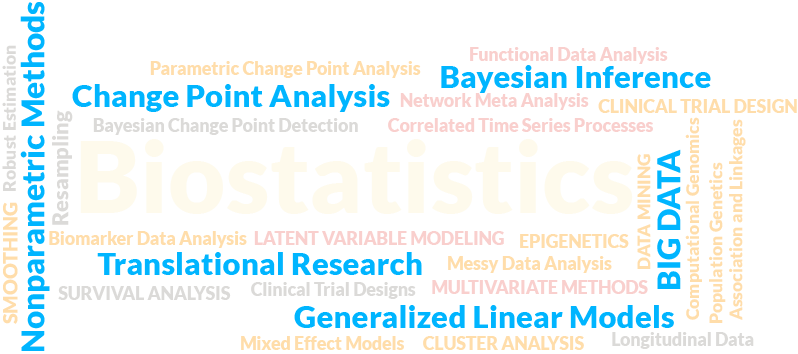 Nonparametric Methods
Robust Estimation
SMOOTHING
Resampling
Functional Data Analysis
Parametric Change Point Analysis
Bayesian Inference
Change Point Analysis
Network Meta Analysis
CLINICAL TRIAL DESIGN
Bayesian Change Point Detection
Correlated Time Series Processes
Biostatistics
DATA MINING
BIG DATA
Computational Genomics
Population Genetics
Association and Linkages
Biomarker Data Analysis
LATENT VARIABLE MODELING
EPIGENETICS
Translational Research
Messy Data Analysis
SURVIVAL ANALYSIS
Clinical Trial Designs
MULTIVARIATE METHODS
Generalized Linear Models
Mixed Effect Models
CLUSTER ANALYSIS
Longitudinal Data